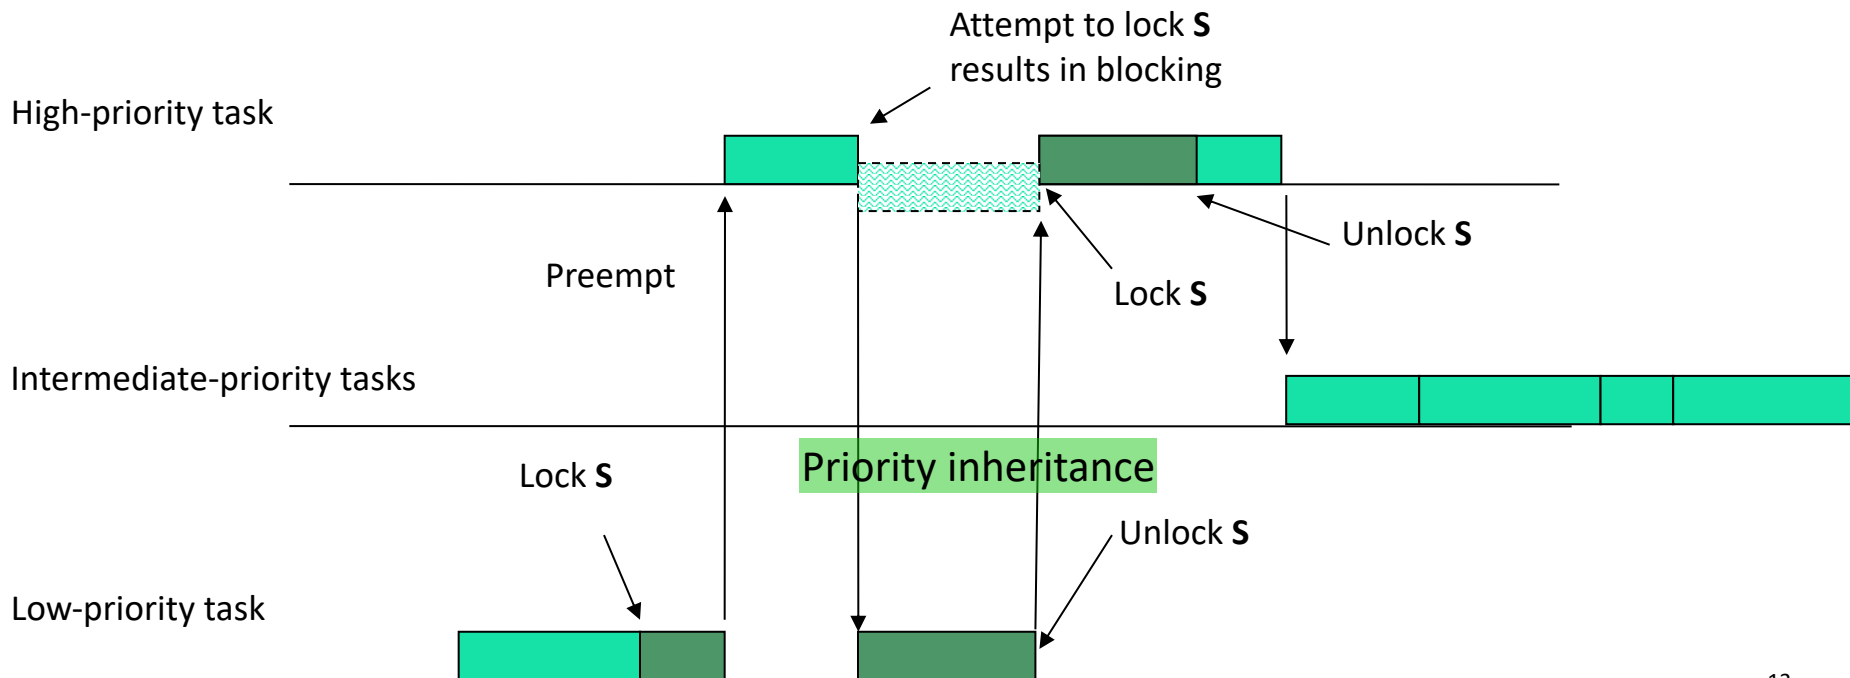 Attempt to lock S
results in blocking
High-priority task
Unlock S
Preempt
Lock S
Intermediate-priority tasks
Priority inheritance
Lock S
Unlock S
Low-priority task